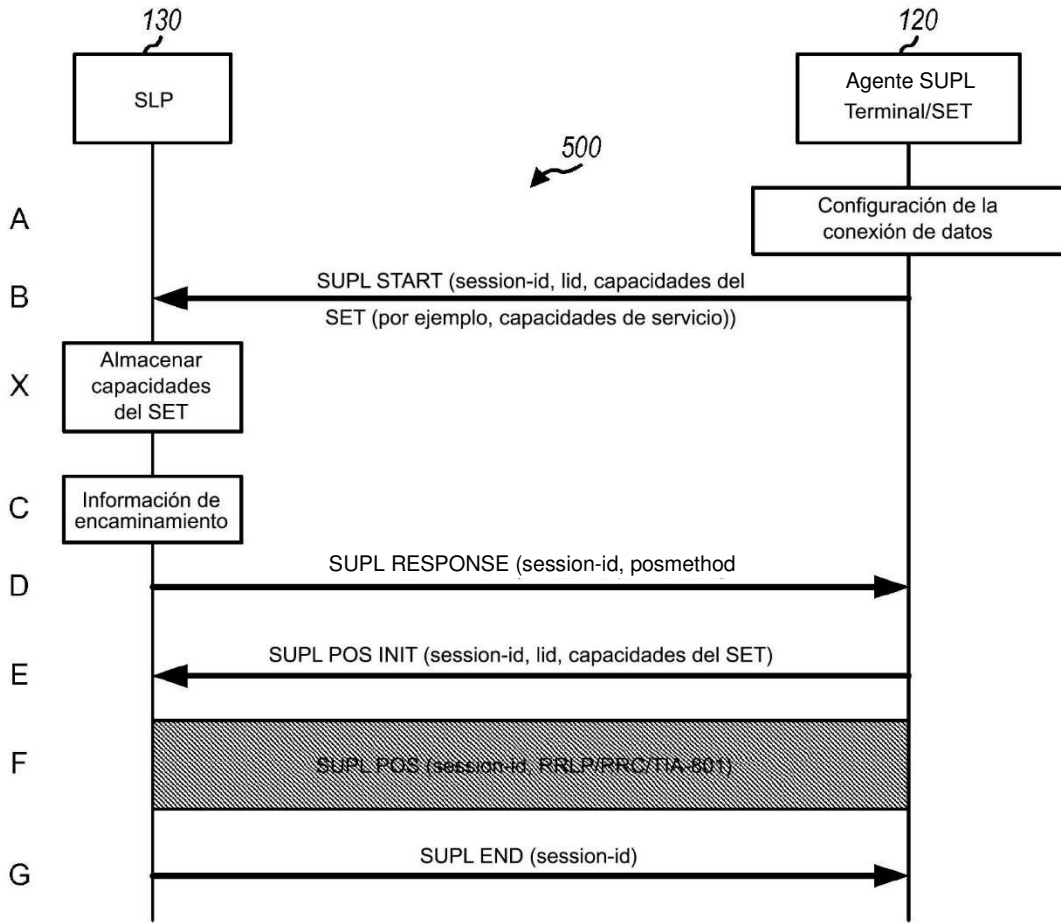 130
120
SLP
Agente SUPL
Terminal/SET
500
A
Configuración de la
conexión de datos
B
SUPL START (session-id, lid, capacidades del
SET (por ejemplo, capacidades de servicio))
X
Almacenar
capacidades
del SET
C
Información de
encaminamiento
D
SUPL RESPONSE (session-id, posmethod
E
SUPL POS INIT (session-id, lid, capacidades del SET)
F
SUPL POS (session-id, RRLP/RRC/TIA-801)
G
SUPL END (session-id)